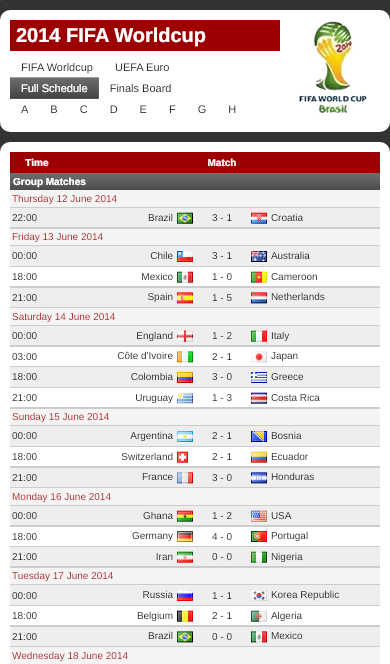 2014 FIFA Worldcup
FIFA Worldcup UEFA Euro
Full Schedule Finals Board
A B C D E F G H
2014
FIFA WORLD CUP
Brasil
Time Match
Group Matches
Thursday 12 June 2014
22:00 Brazil 3 - 1 Croatia
Friday 13 June 2014
00:00 Chile 3 - 1 Australia
18:00 Mexico 1 - 0 Cameroon
21:00 Spain 1 - 5 Netherlands
Saturday 14 June 2014
00:00 England 1 - 2 Italy
03:00 Côte d'Ivoire 2 - 1 Japan
18:00 Colombia 3 - 0 Greece
21:00 Uruguay 1 - 3 Costa Rica
Sunday 15 June 2014
00:00 Argentina 2 - 1 Bosnia
18:00 Switzerland 2 - 1 Ecuador
21:00 France 3 - 0 Honduras
Monday 16 June 2014
00:00 Ghana 1 - 2 USA
18:00 Germany 4 - 0 Portugal
21:00 Iran 0 - 0 Nigeria
Tuesday 17 June 2014
00:00 Russia 1 - 1 Korea Republic
18:00 Belgium 2 - 1 Algeria
21:00 Brazil 0 - 0 Mexico
Wednesday 18 June 2014